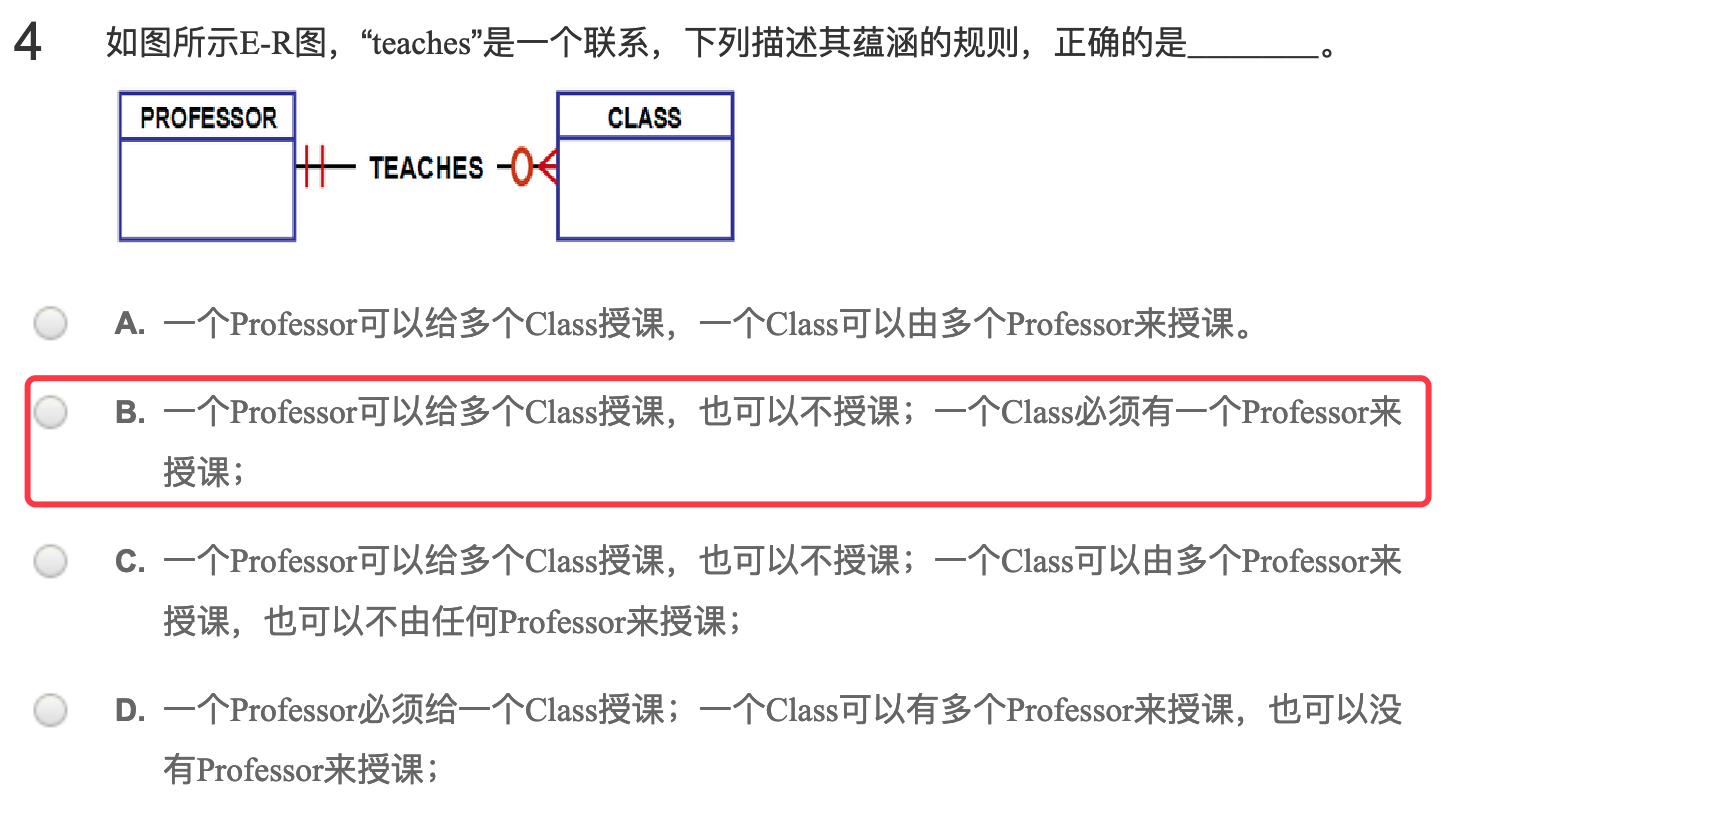 4 如图所示E-R图，“teaches”是一个联系，下列描述其蕴涵的规则，正确的是________。
PROFESSOR
CLASS
TEACHES
A. 一个Professor可以给多个Class授课，一个Class可以由多个Professor来授课。
B. 一个Professor可以给多个Class授课，也可以不授课；一个Class必须有一个Professor来
授课；
C. 一个Professor可以给多个Class授课，也可以不授课；一个Class可以由多个Professor来
授课，也可以不由任何Professor来授课；
D. 一个Professor必须给一个Class授课；一个Class可以有多个Professor来授课，也可以没
有Professor来授课；